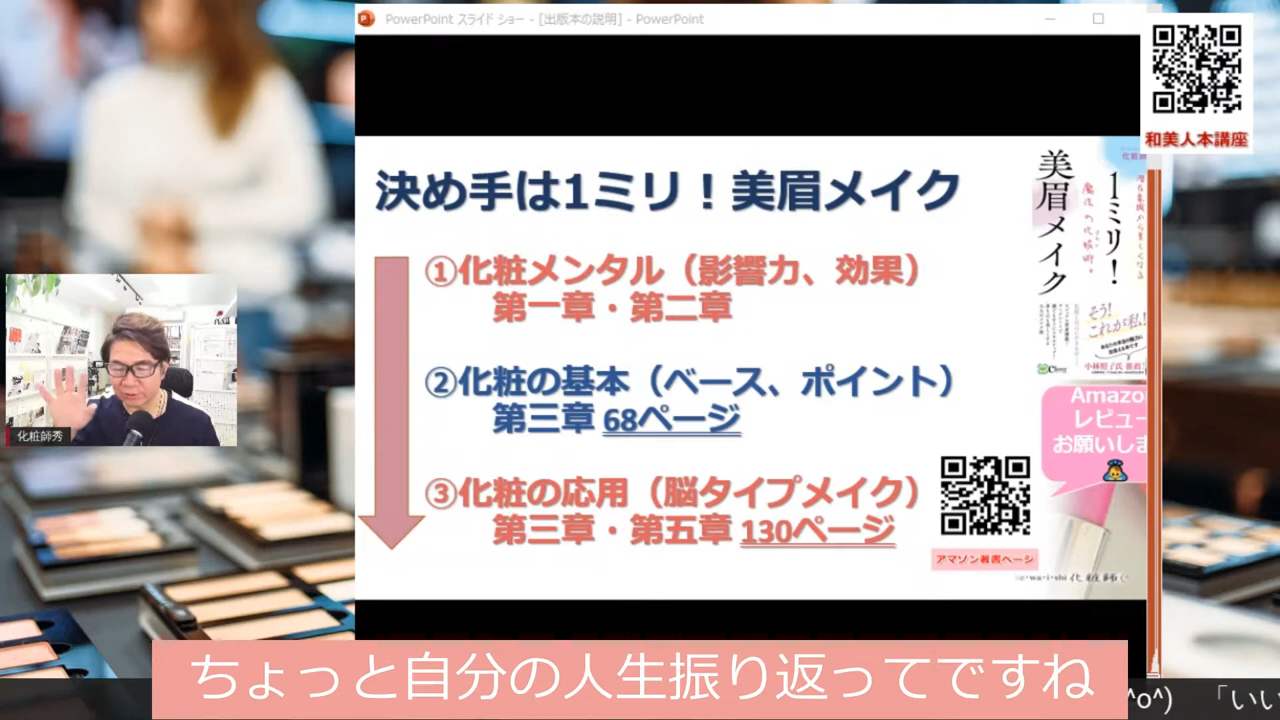 PowerPoint スライド ショー - [出版本の説明] - PowerPoint
和美人本講座
決め手は1ミリ！美眉メイク
①化粧メンタル（影響力、効果）
第一章・第二章
②化粧の基本（ベース、ポイント）
第三章 68ページ
③化粧の応用（脳タイプメイク）
第三章・第五章 130ページ
1ミリ！
美眉メイク
そう!
これが私!
Clover
Amazo
レビュー
お願いしま
アマゾン著書ページ
化粧師秀
ちょっと自分の人生振り返ってですね
^o^) 「いい